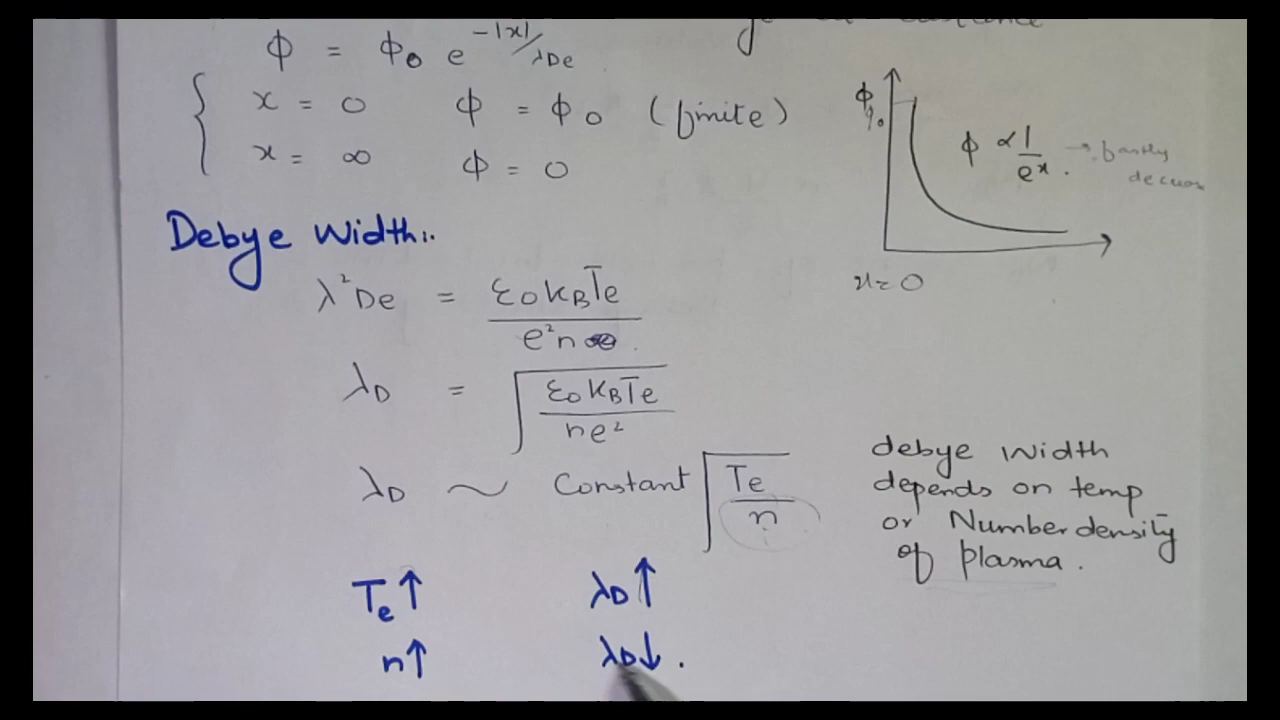 distance
ϕ = ϕ₀ e^{-|x|/λDe}
x = 0 ϕ = ϕ₀ (finite)
x = ∞ ϕ = 0
ϕ
ϕ ∝ 1/eˣ. →
x = 0
Debye Width:.
λ²De = ε₀KBTe / e²n
λD = √(ε₀KBTe / ne²)
λD ~ Constant √(Te / n)
debye width
depends on temp
or Number density
of plasma.
Te↑ λD↑
n↑ λD↓.